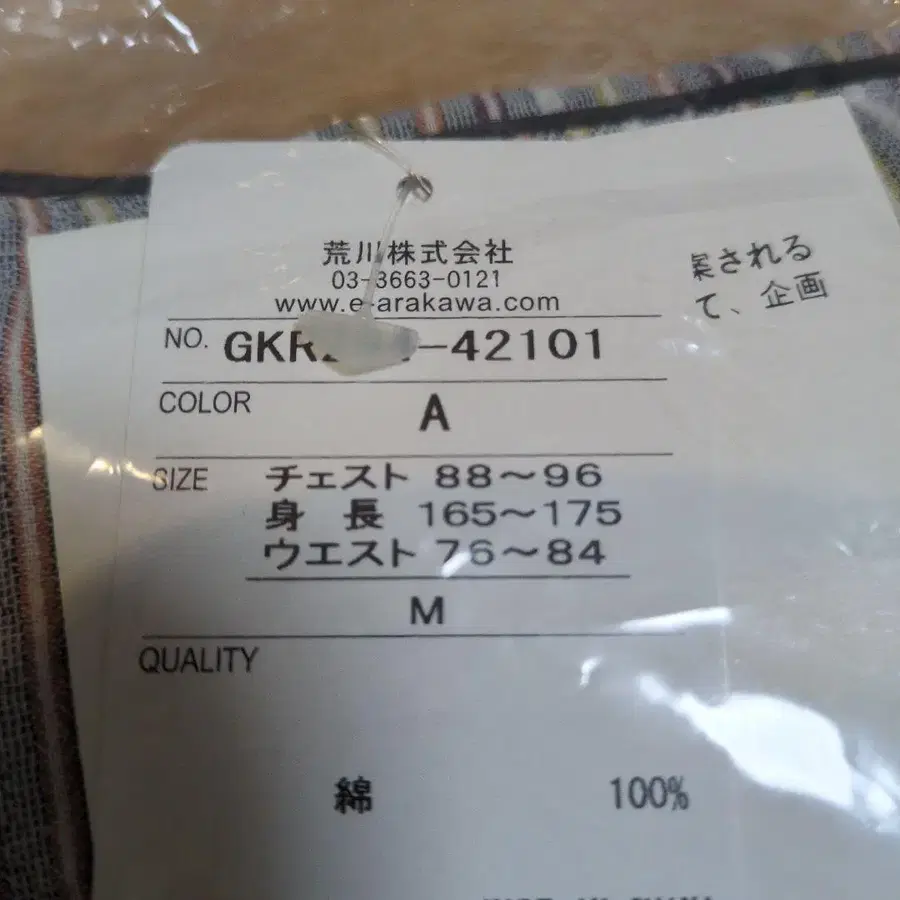 荒川株式会社
03-3663-0121
www.e-arakawa.com
NO. GKR -42101
COLOR A
SIZE チェスト 88～96
身 長 165～175
ウエスト 76～84
M
QUALITY
綿 100%
案される
て、企画